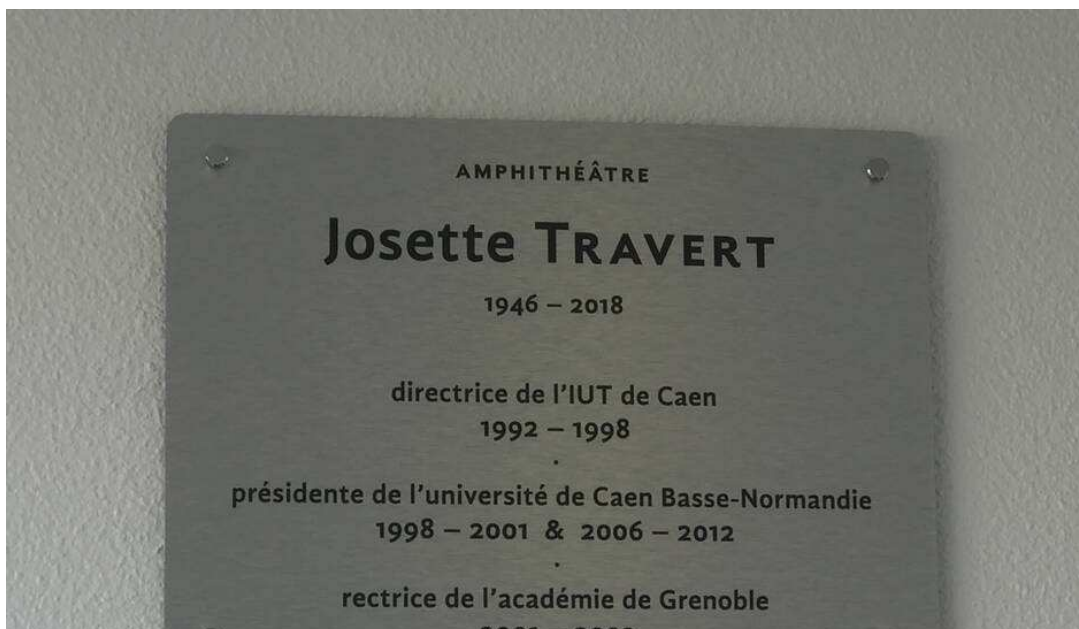 AMPHITHÉÂTRE
Josette TRAVERT
1946 – 2018
directrice de l'IUT de Caen
1992 – 1998
·
présidente de l'université de Caen Basse-Normandie
1998 – 2001 & 2006 – 2012
·
rectrice de l'académie de Grenoble